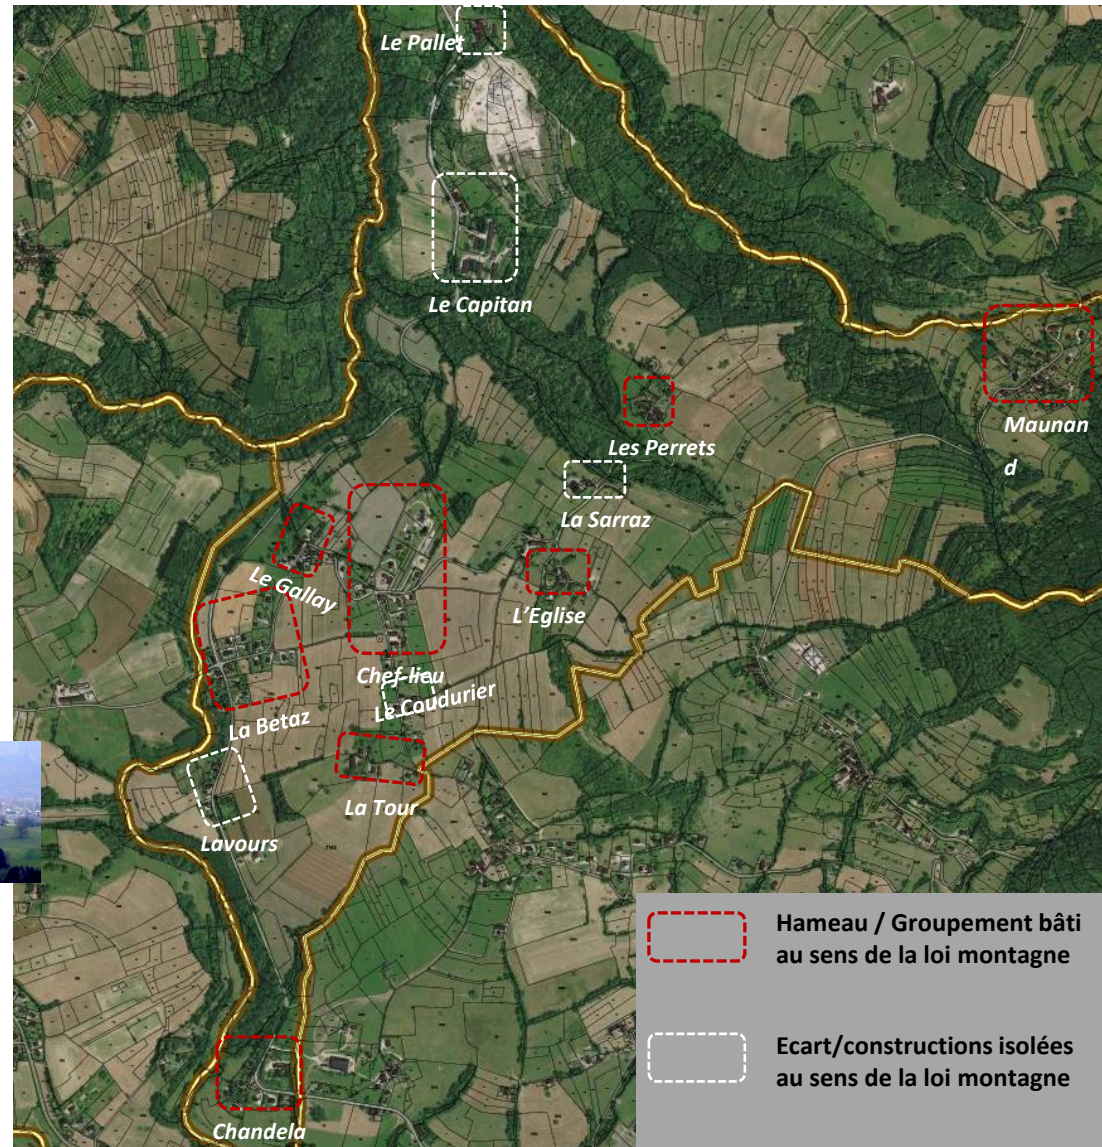 Le Pallet
Le Capitan
Maunan
d
Les Perrets
La Sarraz
Le Gallay
L'Eglise
Chef-lieu
Le Coudurier
La Betaz
La Tour
Lavours
Hameau / Groupement bâti
au sens de la loi montagne
Ecart/constructions isolées
au sens de la loi montagne
Chandela